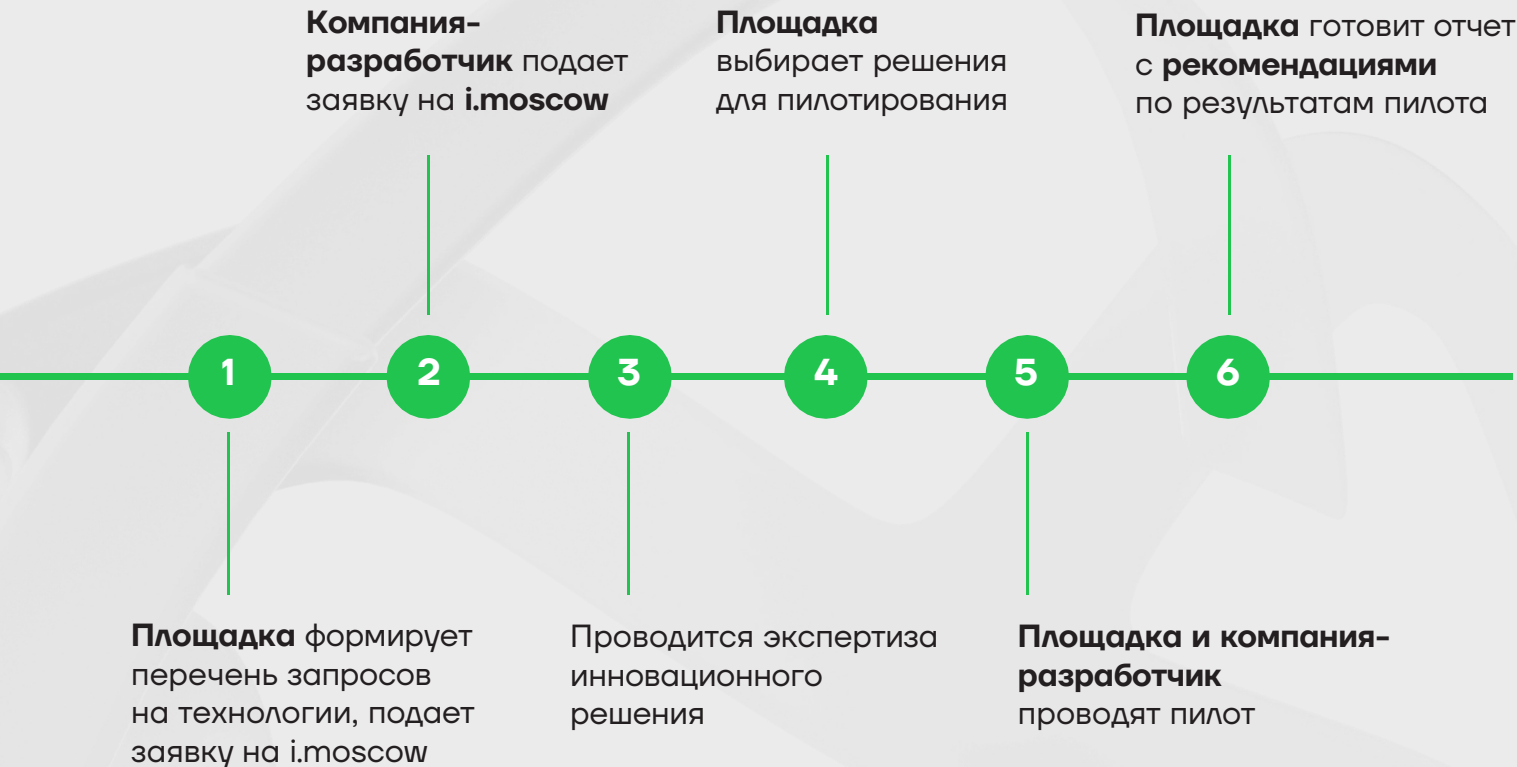 Компания-
разработчик подает
заявку на i.moscow
Площадка
выбирает решения
для пилотирования
Площадка готовит отчет
с рекомендациями
по результатам пилота
1
2
3
4
5
6
Площадка формирует
перечень запросов
на технологии, подает
заявку на i.moscow
Проводится экспертиза
инновационного
решения
Площадка и компания-
разработчик
проводят пилот